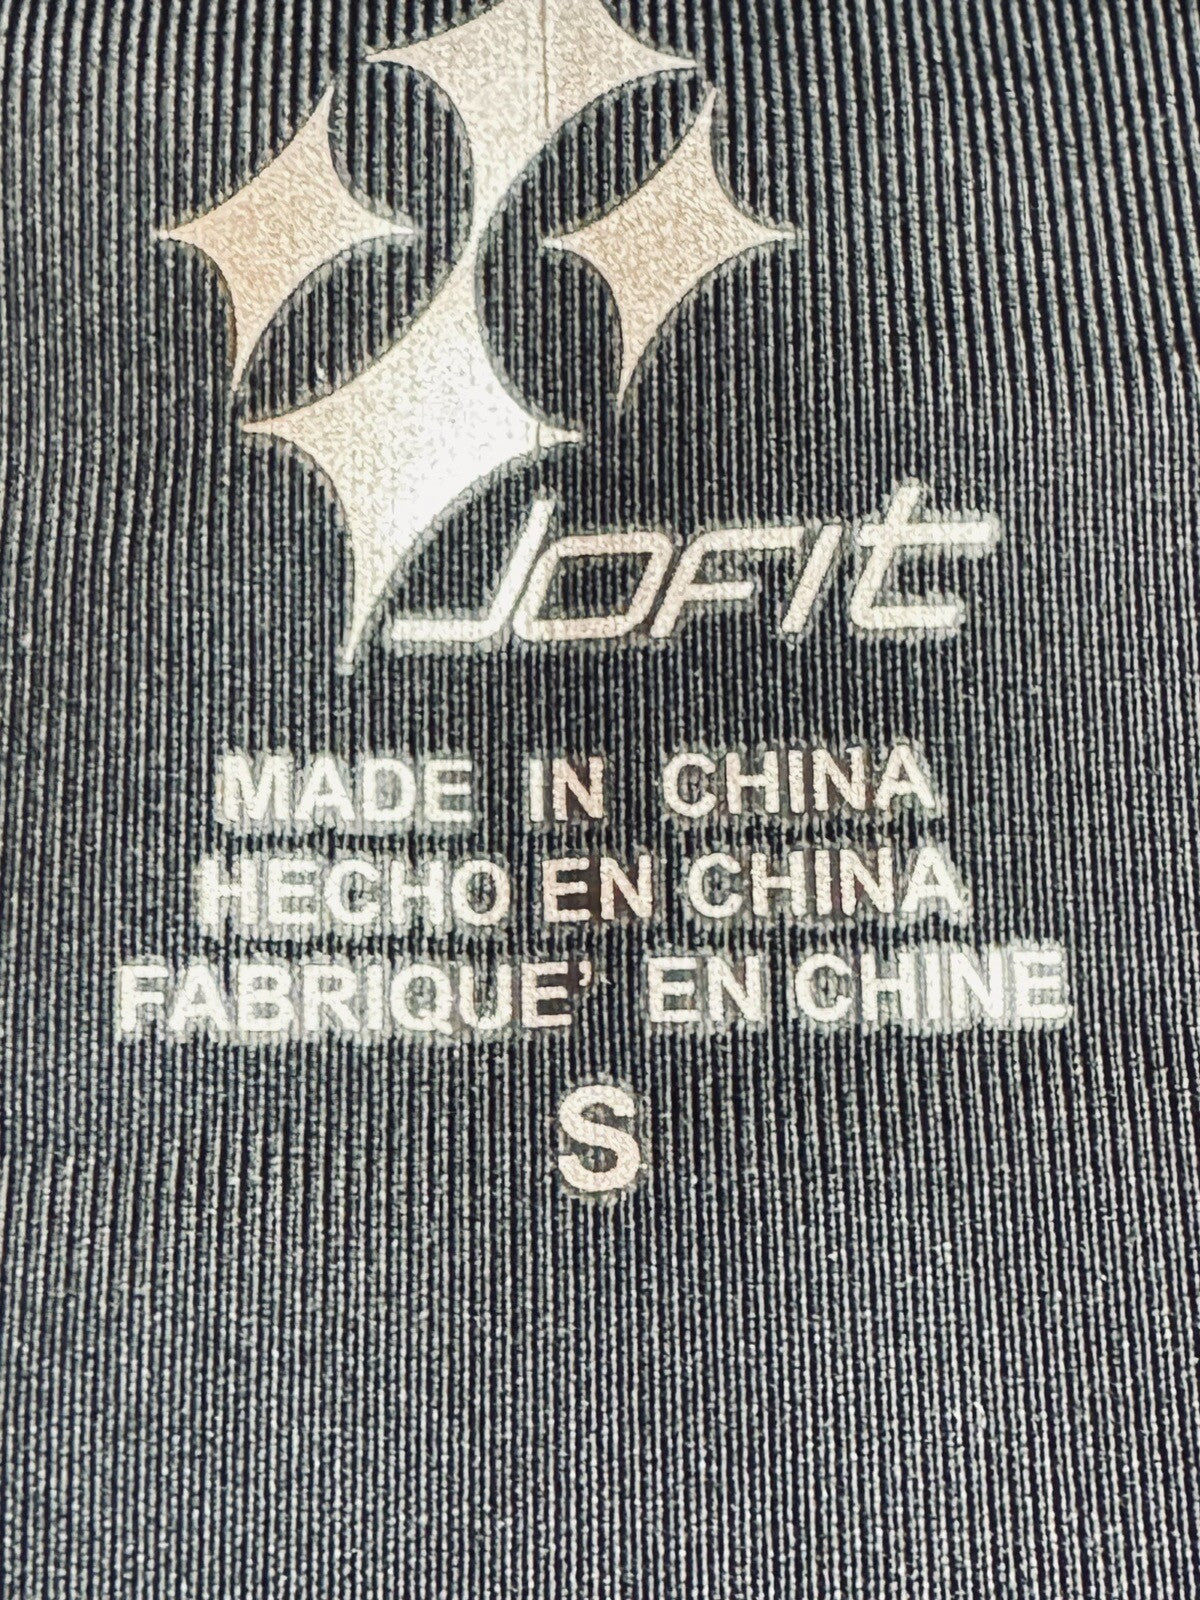 JOFIT
MADE IN CHINA
HECHO EN CHINA
FABRIQUE' EN CHINE
S